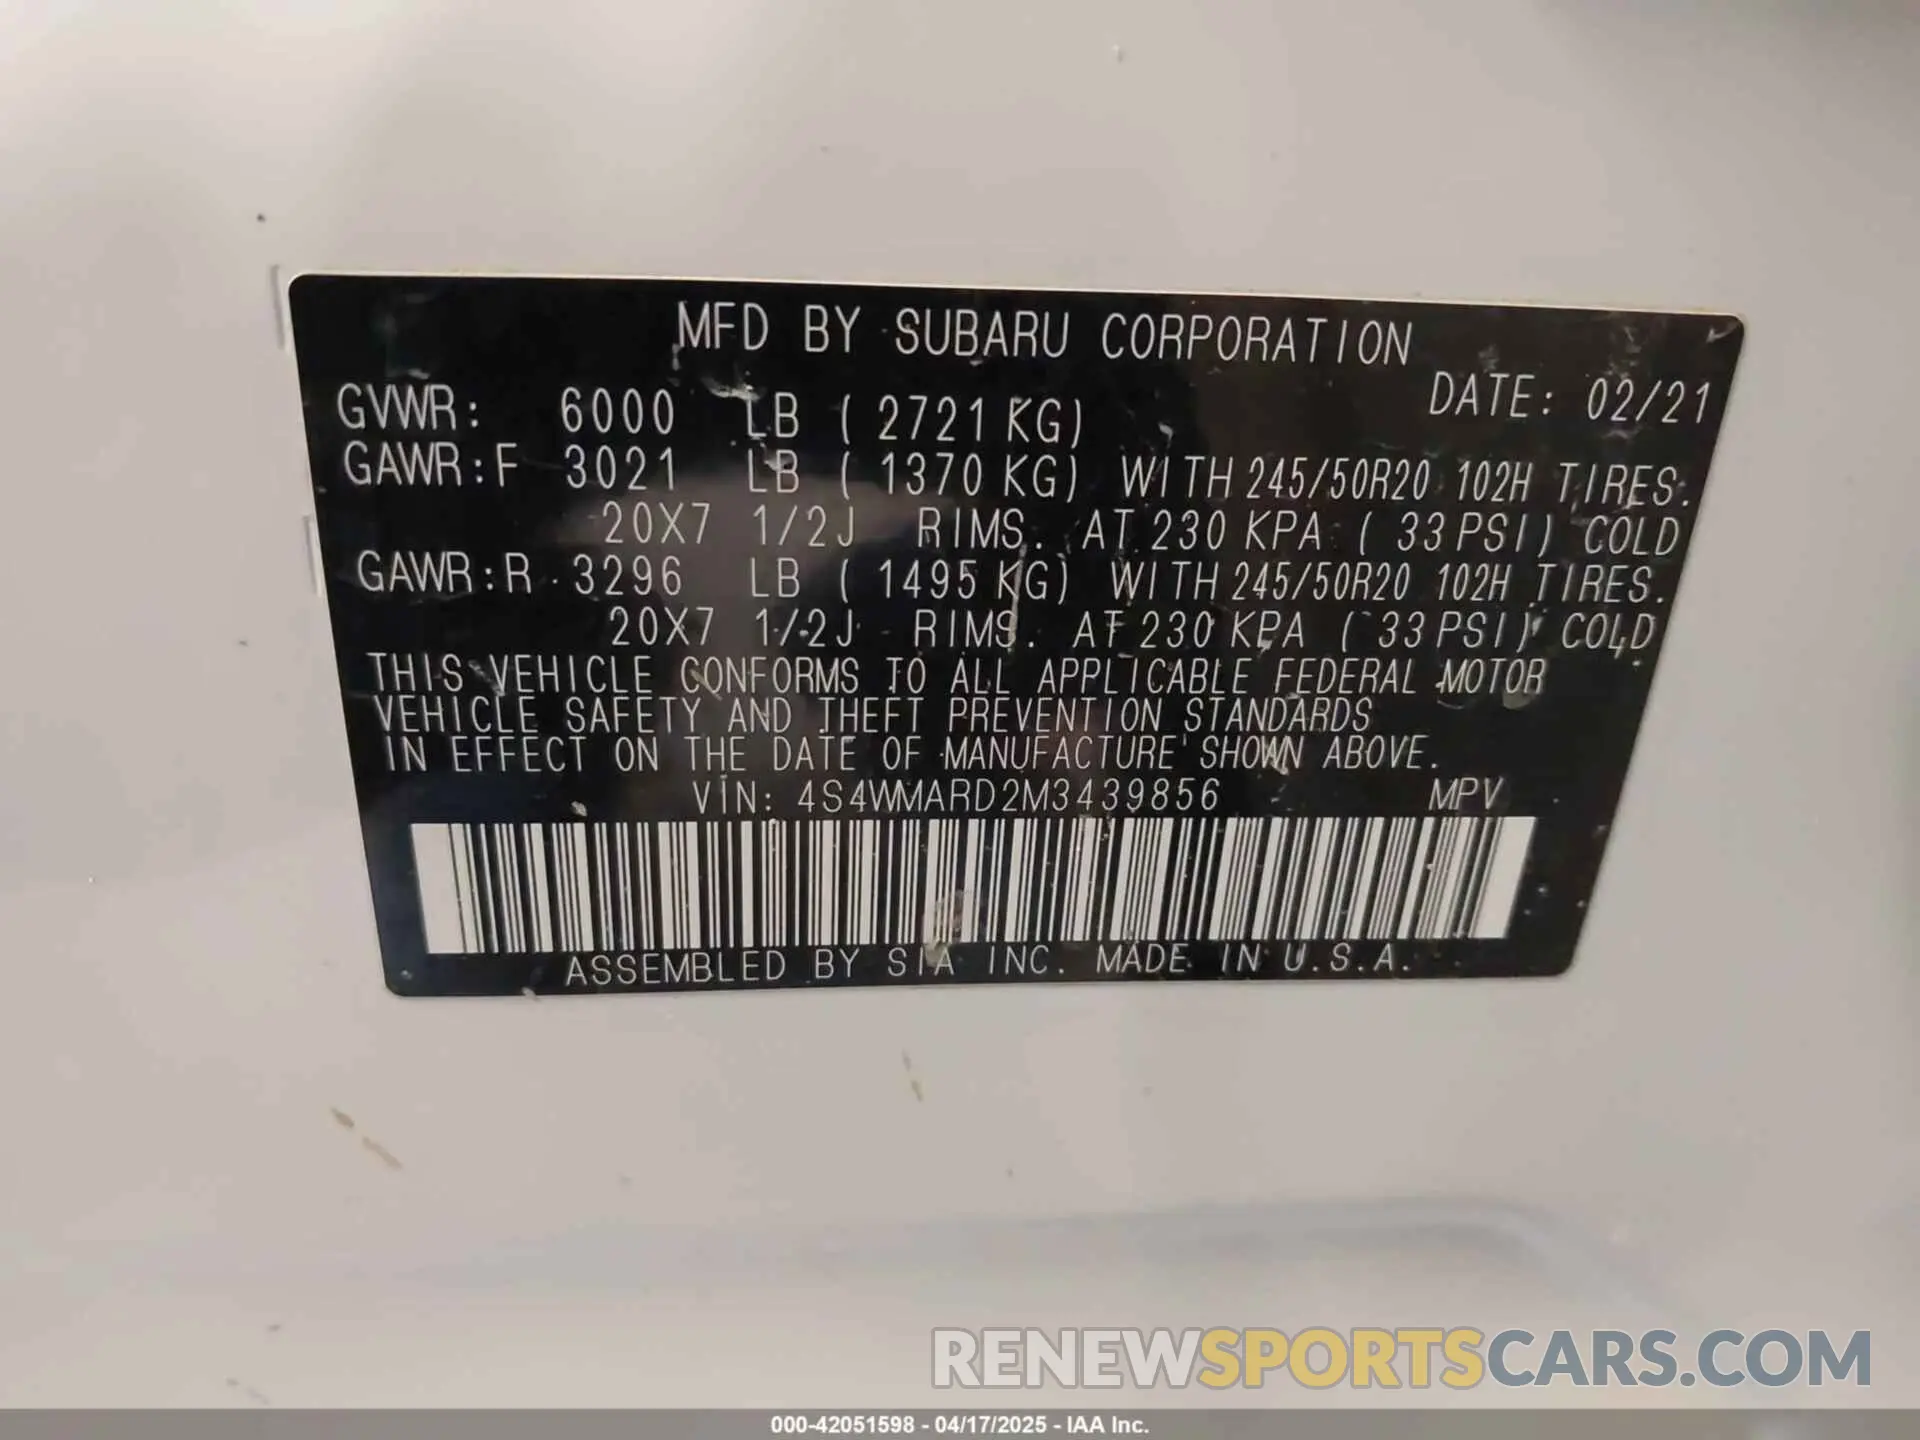 MFD BY SUBARU CORPORATION
DATE: 02/21
GVWR: 6000 LB ( 2721 KG)
GAWR:F 3021 LB ( 1370 KG) WITH 245/50R20 102H TIRES.
20X7 1/2J RIMS. AT 230 KPA ( 33 PSI) COLD
GAWR:R 3296 LB ( 1495 KG) WITH 245/50R20 102H TIRES.
20X7 1/2J RIMS. AT 230 KPA ( 33 PSI) COLD
THIS VEHICLE CONFORMS TO ALL APPLICABLE FEDERAL MOTOR
VEHICLE SAFETY AND THEFT PREVENTION STANDARDS
IN EFFECT ON THE DATE OF MANUFACTURE SHOWN ABOVE.
VIN: 4S4WMARD2M3439856 MPV
ASSEMBLED BY SIA INC. MADE IN U.S.A.
RENEWSPORTSCARS.COM
000-42051598 - 04/17/2025 - IAA Inc.